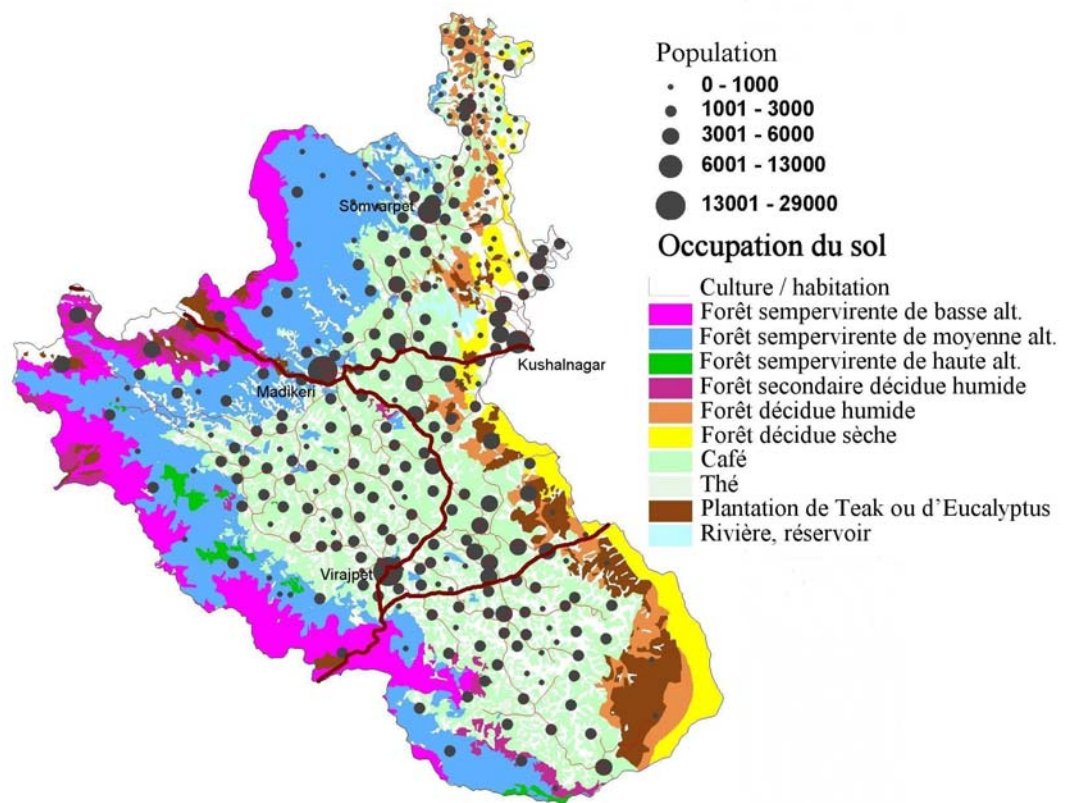 Population
0 - 1000
1001 - 3000
3001 - 6000
6001 - 13000
13001 - 29000
Occupation du sol
Culture / habitation
Forêt sempervirente de basse alt.
Forêt sempervirente de moyenne alt.
Forêt sempervirente de haute alt.
Forêt secondaire décidue humide
Forêt décidue humide
Forêt décidue sèche
Café
Thé
Plantation de Teak ou d'Eucalyptus
Rivière, réservoir
Somvarpet
Kushalnagar
Madikeri
Virajpet